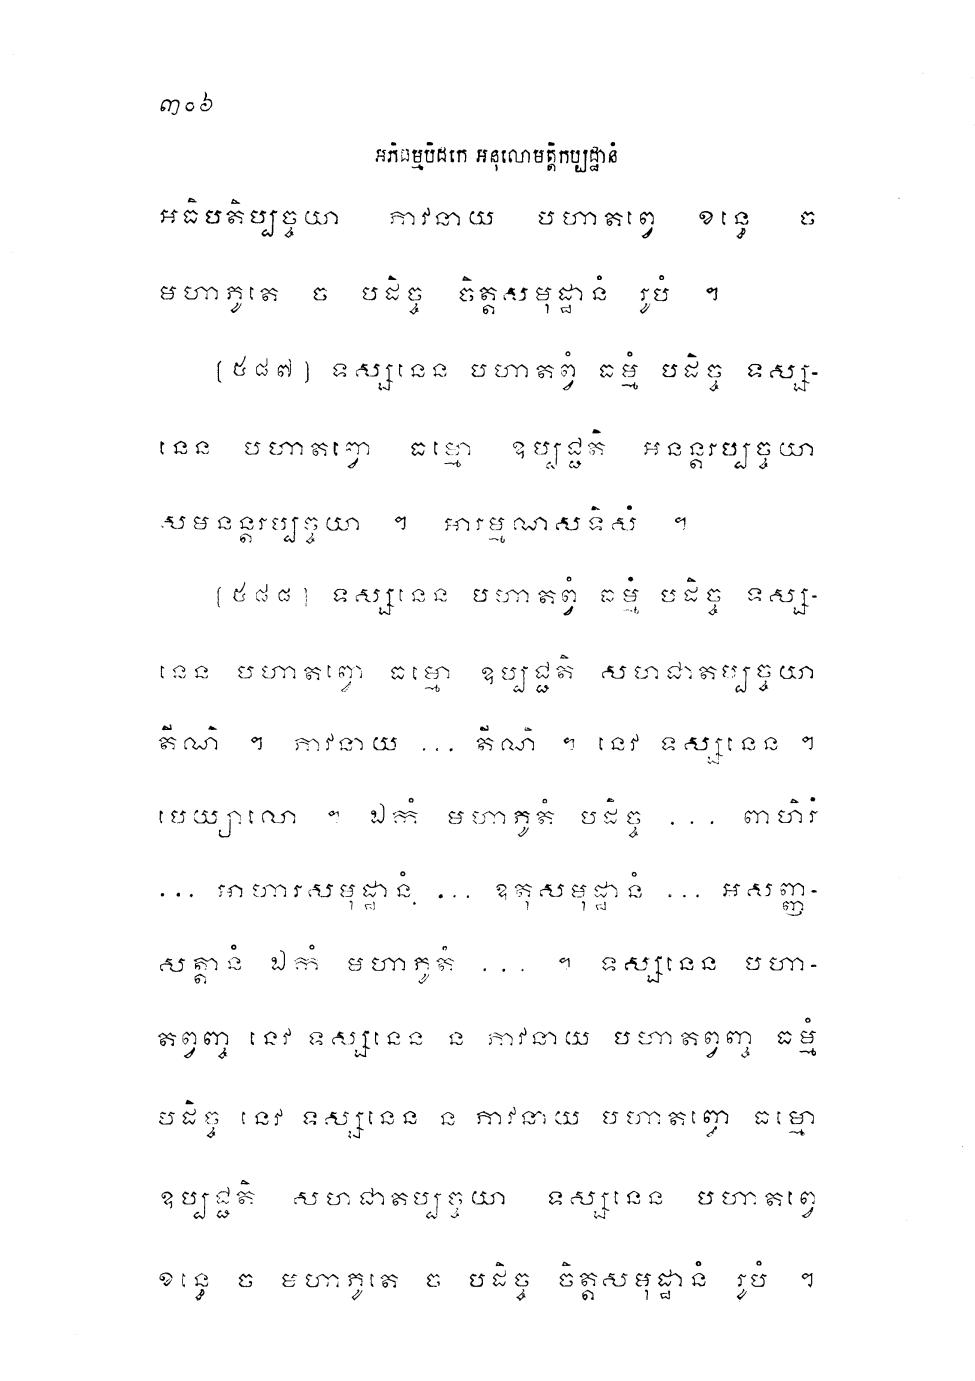 ៣០៦
អភិធម្មបិដកេ អនុលោមត្តិកប្បដ្ឋានំ
អធិបតិប្បច្ចយា ភាវនាយ បហាតព្វេ ខន្ធេ ច
មហាភូតេ ច បដិច្ច ចិត្តសមុដ្ឋានំ រូបំ ។
[៥៨៧] ទស្សនេន បហាតព្វំ ធម្មំ បដិច្ច ទស្ស-
នេន បហាតព្វោ ធម្មោ ឧប្បជ្ជតិ អនន្តរប្បច្ចយា
សមនន្តរប្បច្ចយា ។ អារម្មណសទិសំ ។
[៥៨៨] ទស្សនេន បហាតព្វំ ធម្មំ បដិច្ច ទស្ស-
នេន បហាតព្វោ ធម្មោ ឧប្បជ្ជតិ សហជាតប្បច្ចយា
តីណិ ។ ភាវនាយ ... តីណិ ។ នេវ ទស្សនេន ។
បេយ្យាលោ ។ ឯកំ មហាភូតំ បដិច្ច ... ពាហិរំ
... អាហារសមុដ្ឋានំ ... ឧតុសមុដ្ឋានំ ... អសញ្ញ-
សត្តានំ ឯកំ មហាភូតំ ... ។ ទស្សនេន បហា-
តព្វញ្ច នេវ ទស្សនេន ន ភាវនាយ បហាតព្វញ្ច ធម្មំ
បដិច្ច នេវ ទស្សនេន ន ភាវនាយ បហាតព្វោ ធម្មោ
ឧប្បជ្ជតិ សហជាតប្បច្ចយា ទស្សនេន បហាតព្វេ
ខន្ធេ ច មហាភូតេ ច បដិច្ច ចិត្តសមុដ្ឋានំ រូបំ ។